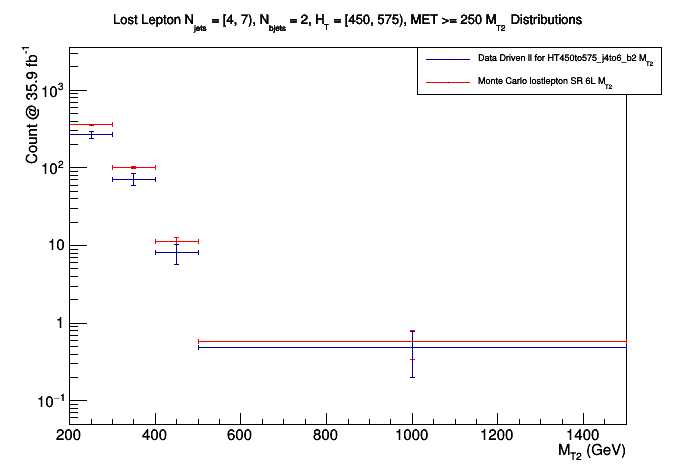 Lost Lepton N_jets = [4, 7), N_bjets = 2, H_T = [450, 575), MET >= 250 M_T2 Distributions
Data Driven II for HT450to575_j4to6_b2 M_T2
Monte Carlo lostlepton SR 6L M_T2
Count @ 35.9 fb^-1
10^3
10^2
10
1
10^-1
200 400 600 800 1000 1200 1400
M_T2 (GeV)